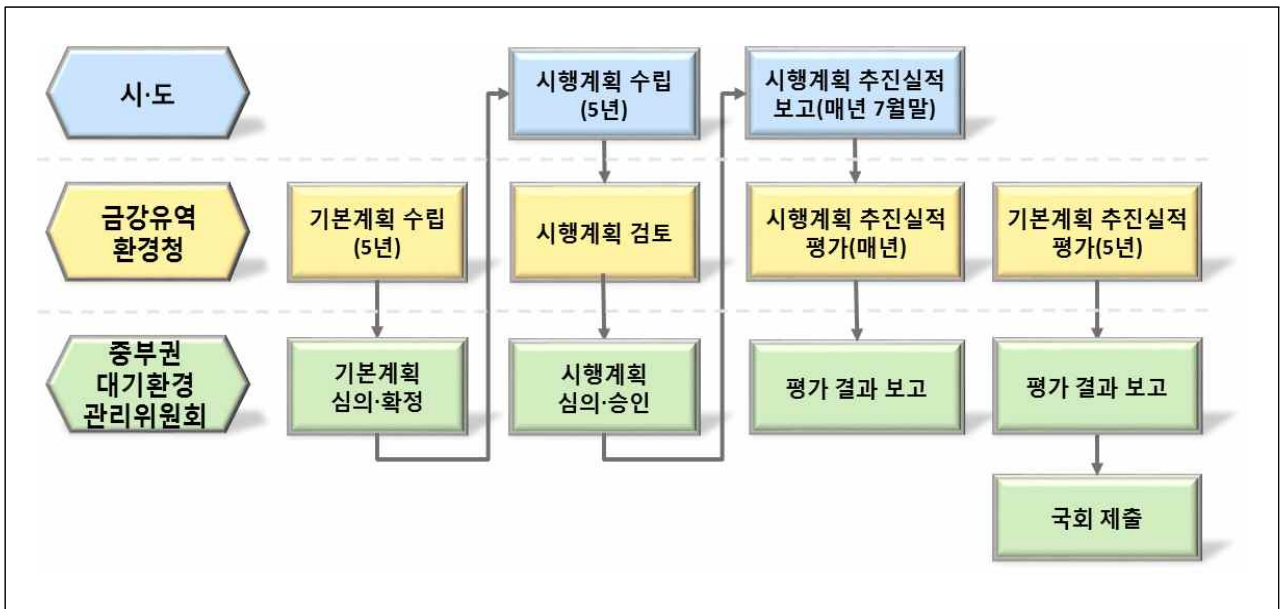 시·도
시행계획 수립
(5년)
시행계획 추진실적
보고(매년 7월말)
금강유역
환경청
기본계획 수립
(5년)
시행계획 검토
시행계획 추진실적
평가(매년)
기본계획 추진실적
평가(5년)
중부권
대기환경
관리위원회
기본계획
심의·확정
시행계획
심의·승인
평가 결과 보고
평가 결과 보고
국회 제출